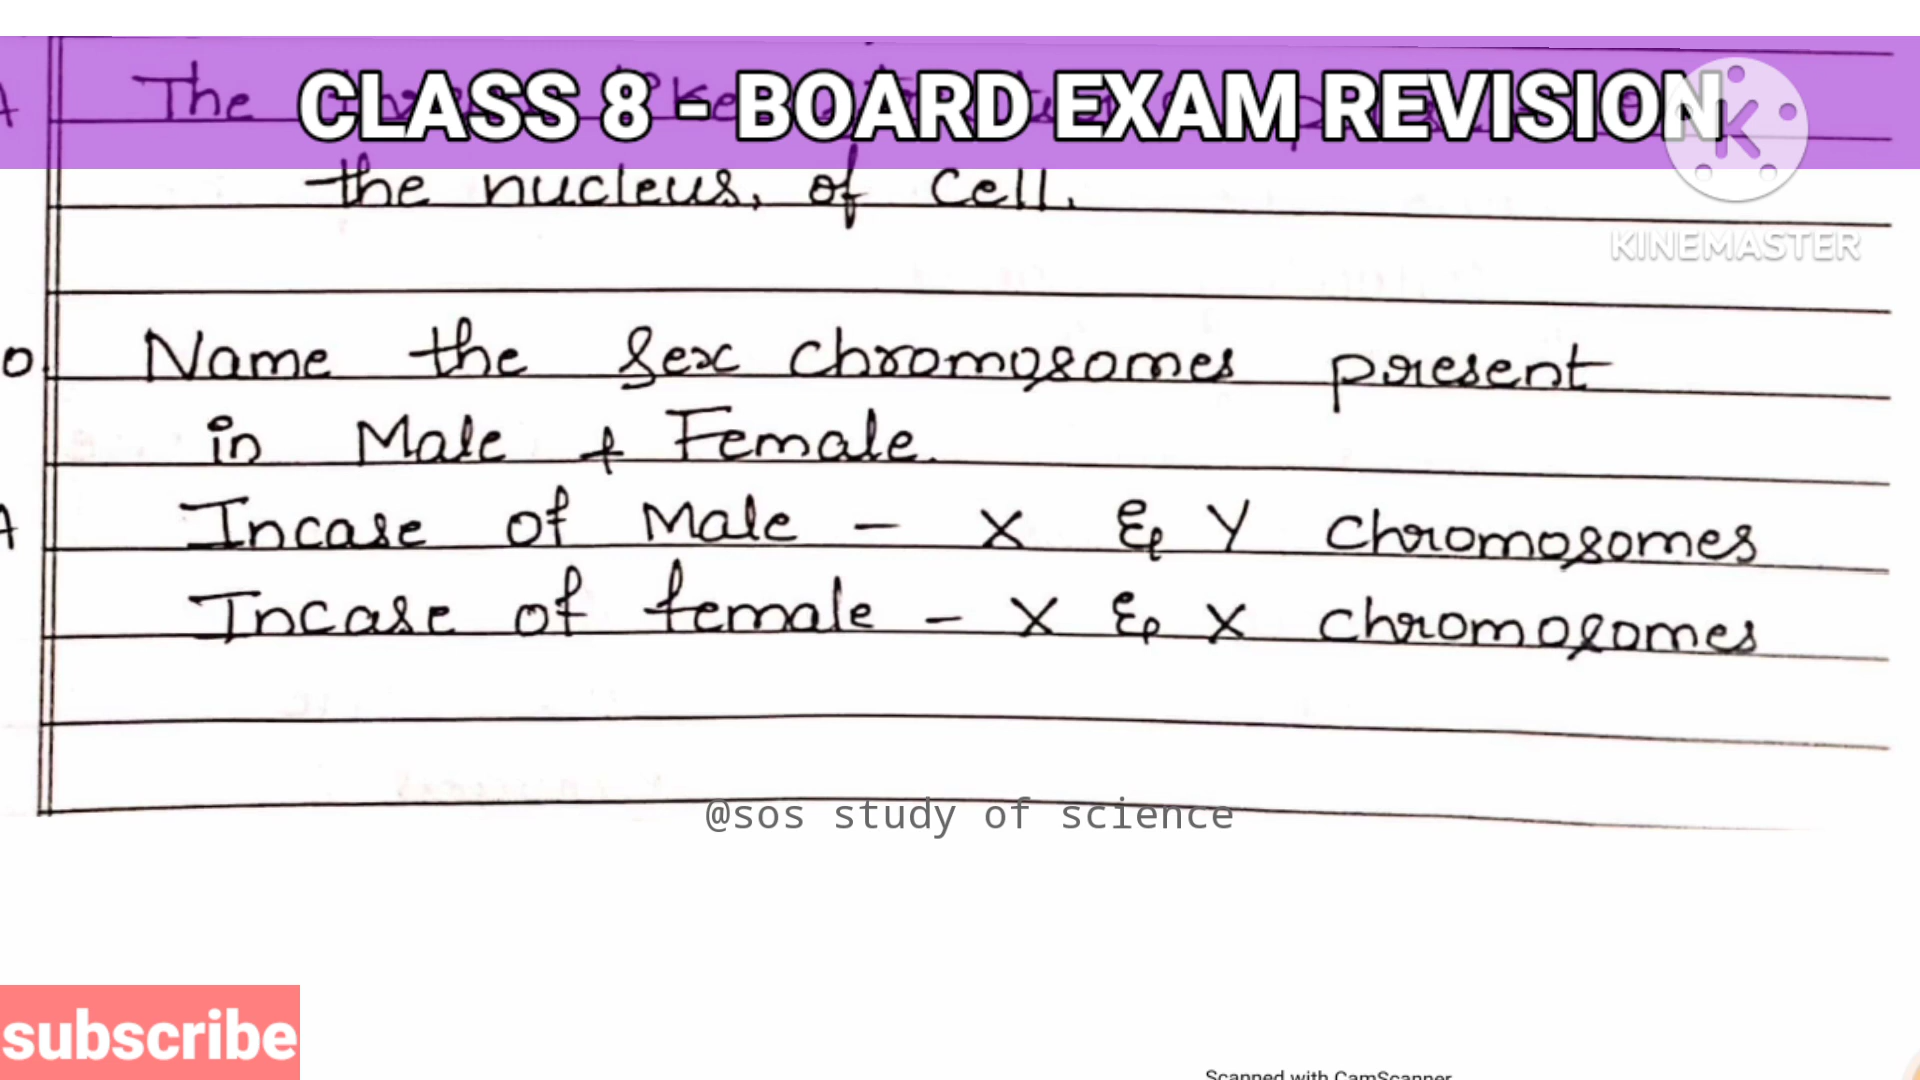 CLASS 8 - BOARD EXAM REVISION
A The
the nucleus, of cell.
KINEMASTER
Name the sex chromosomes present
in Male + Female.
A Incase of Male - X & Y chromosomes
Incase of female - X & X chromosomes
@sos study of science
subscribe
Scanned with CamScanner